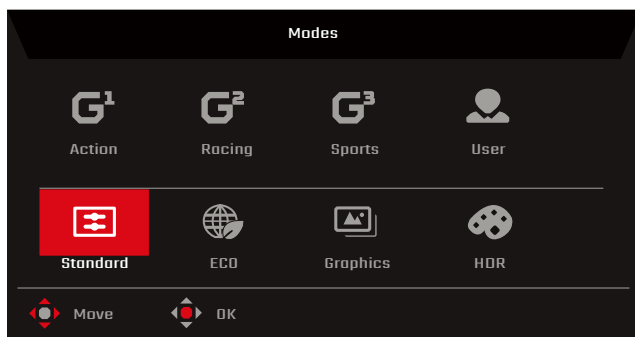 Modes
G1 G2 G3
Action Racing Sports User
Standard ECO Graphics HDR
Move OK